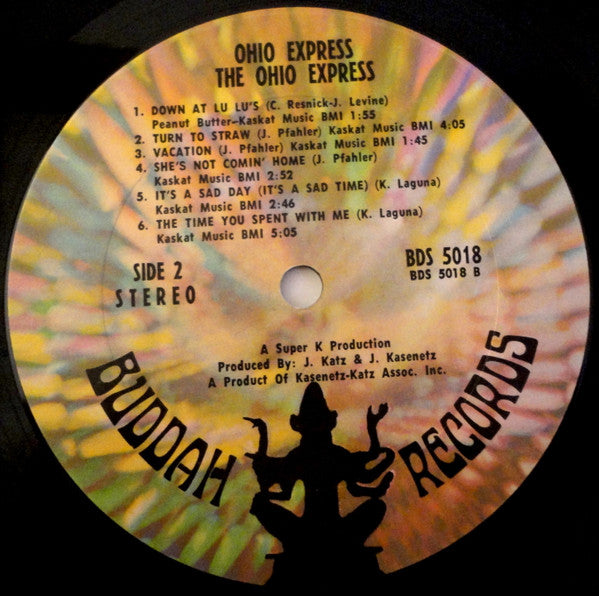 OHIO EXPRESS
THE OHIO EXPRESS
1. DOWN AT LU LU'S (C. Resnick-J. Levine)
Peanut Butter-Kaskat Music BMI 1:55
2. TURN TO STRAW (J. Pfahler) Kaskat Music BMI 4:05
3. VACATION (J. Pfahler) Kaskat Music BMI 1:45
4. SHE'S NOT COMIN' HOME (J. Pfahler)
Kaskat Music BMI 2:52
5. IT'S A SAD DAY (IT'S A SAD TIME) (K. Laguna)
Kaskat Music BMI 2:46
6. THE TIME YOU SPENT WITH ME (K. Laguna)
Kaskat Music BMI 5:05
SIDE 2
STEREO
BDS 5018
BDS 5018 B
A Super K Production
Produced By: J. Katz & J. Kasenetz
A Product Of Kasenetz-Katz Assoc. Inc.
BUDDAH RECORDS